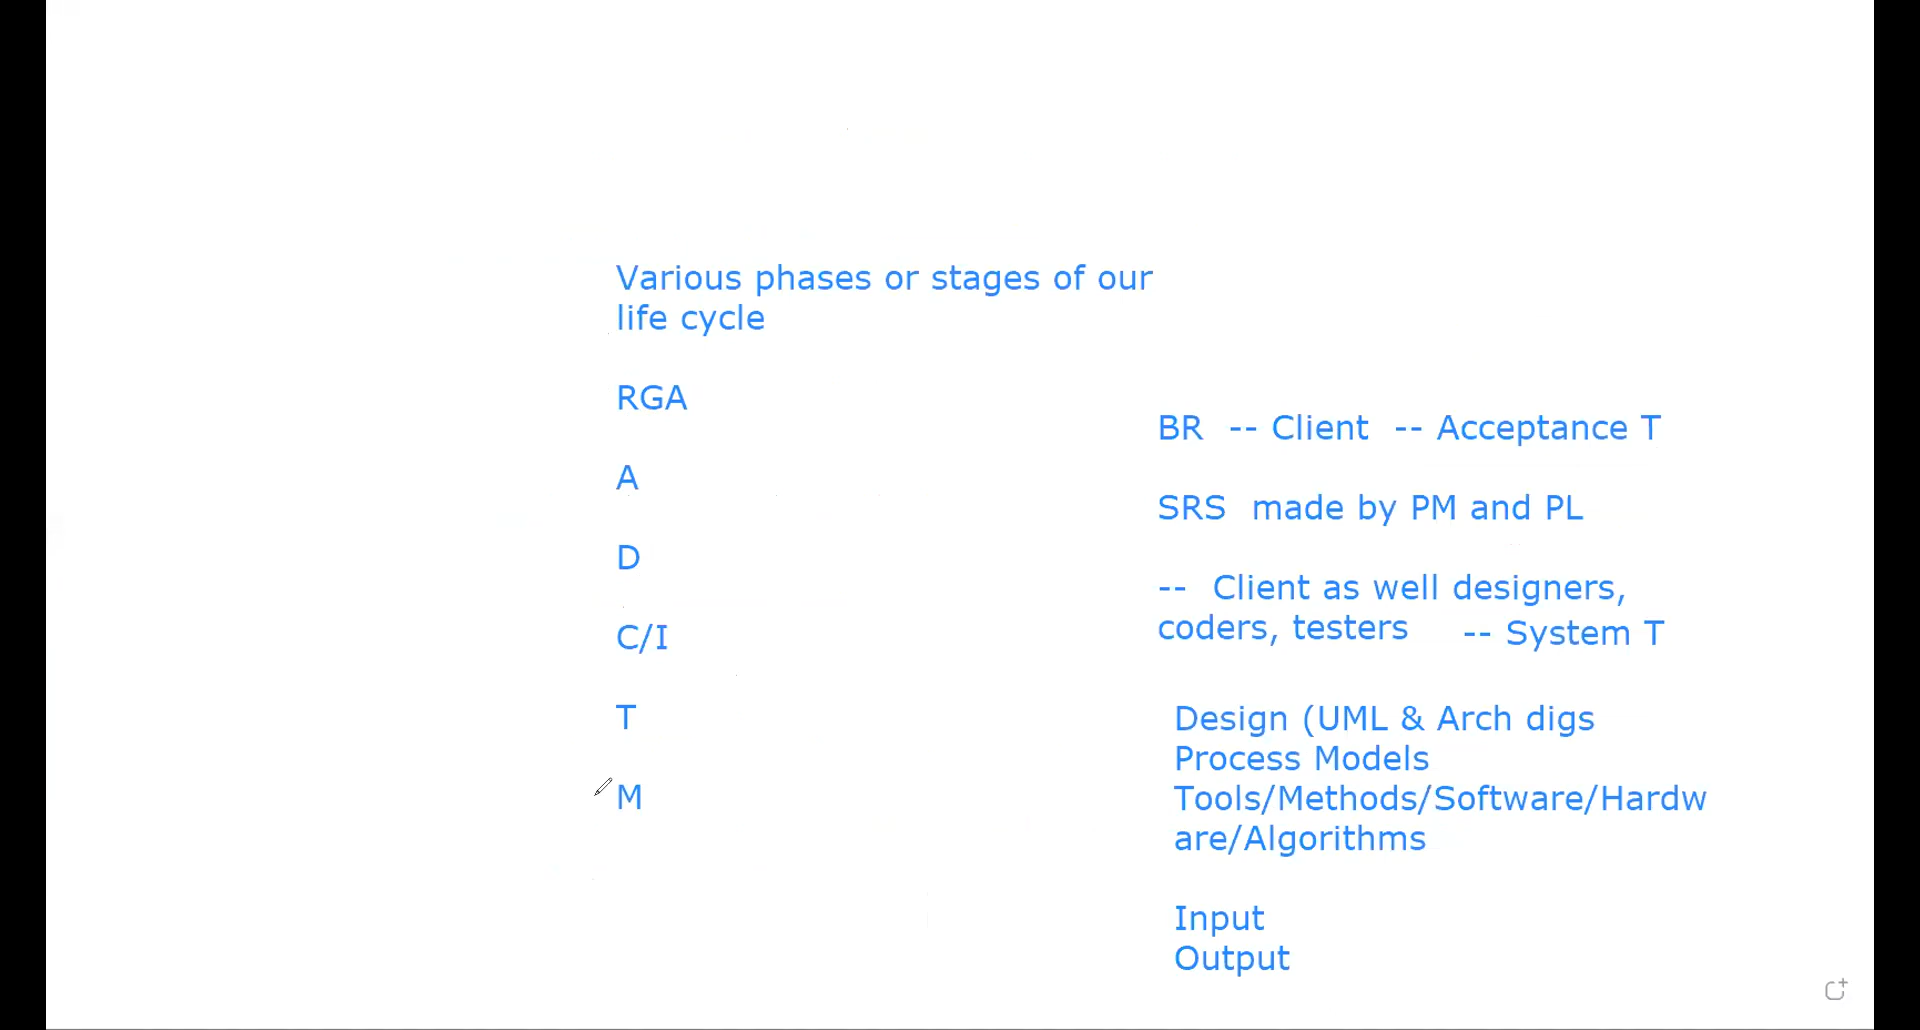 Various phases or stages of our
life cycle
RGA
A
D
C/I
T
M
BR -- Client -- Acceptance T
SRS made by PM and PL
-- Client as well designers,
coders, testers -- System T
Design (UML & Arch digs
Process Models
Tools/Methods/Software/Hardw
are/Algorithms
Input
Output